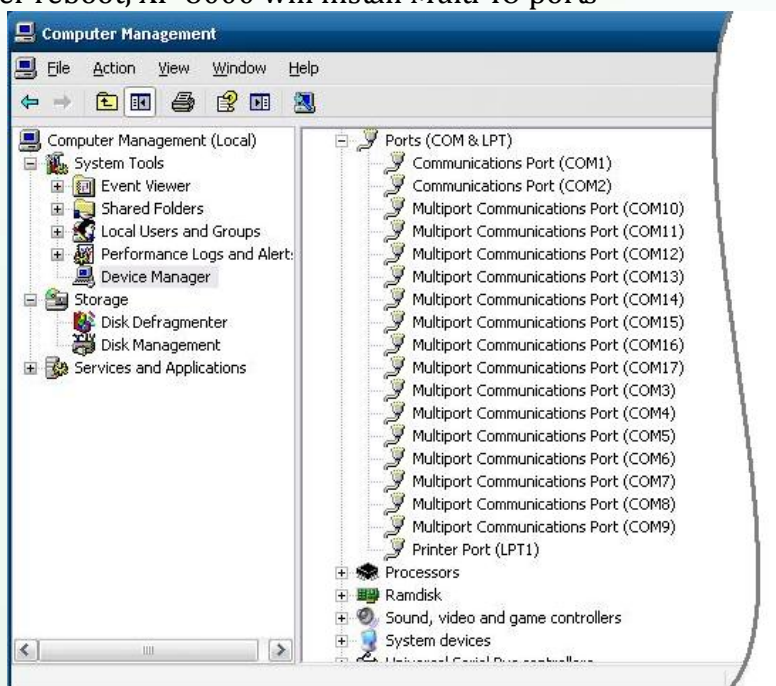 reboot, XP-8000 will install Multi-IO ports
Computer Management
File Action View Window Help
Computer Management (Local)
System Tools
Event Viewer
Shared Folders
Local Users and Groups
Performance Logs and Alert
Device Manager
Storage
Disk Defragmenter
Disk Management
Services and Applications
Ports (COM & LPT)
Communications Port (COM1)
Communications Port (COM2)
Multiport Communications Port (COM10)
Multiport Communications Port (COM11)
Multiport Communications Port (COM12)
Multiport Communications Port (COM13)
Multiport Communications Port (COM14)
Multiport Communications Port (COM15)
Multiport Communications Port (COM16)
Multiport Communications Port (COM17)
Multiport Communications Port (COM3)
Multiport Communications Port (COM4)
Multiport Communications Port (COM5)
Multiport Communications Port (COM6)
Multiport Communications Port (COM7)
Multiport Communications Port (COM8)
Multiport Communications Port (COM9)
Printer Port (LPT1)
Processors
Ramdisk
Sound, video and game controllers
System devices